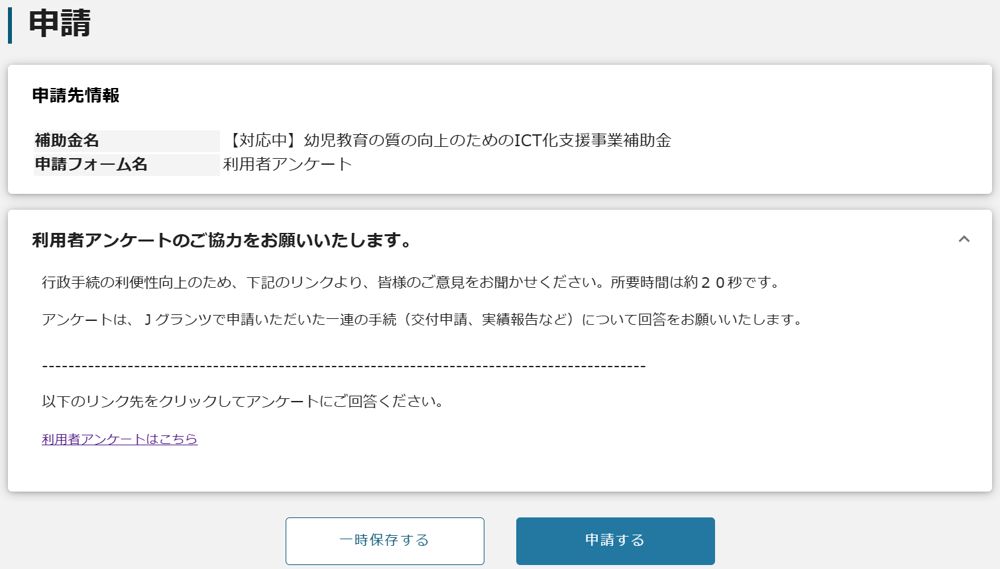 申請
申請先情報
補助金名 【対応中】幼児教育の質の向上のためのICT化支援事業補助金
申請フォーム名 利用者アンケート
利用者アンケートのご協力をお願いいたします。
行政手続の利便性向上のため、下記のリンクより、皆様のご意見をお聞かせください。所要時間は約２０秒です。
アンケートは、Ｊグランツで申請いただいた一連の手続（交付申請、実績報告など）について回答をお願いいたします。
--------------------------------------------------------------------------------------------
以下のリンク先をクリックしてアンケートにご回答ください。
利用者アンケートはこちら
一時保存する 申請する